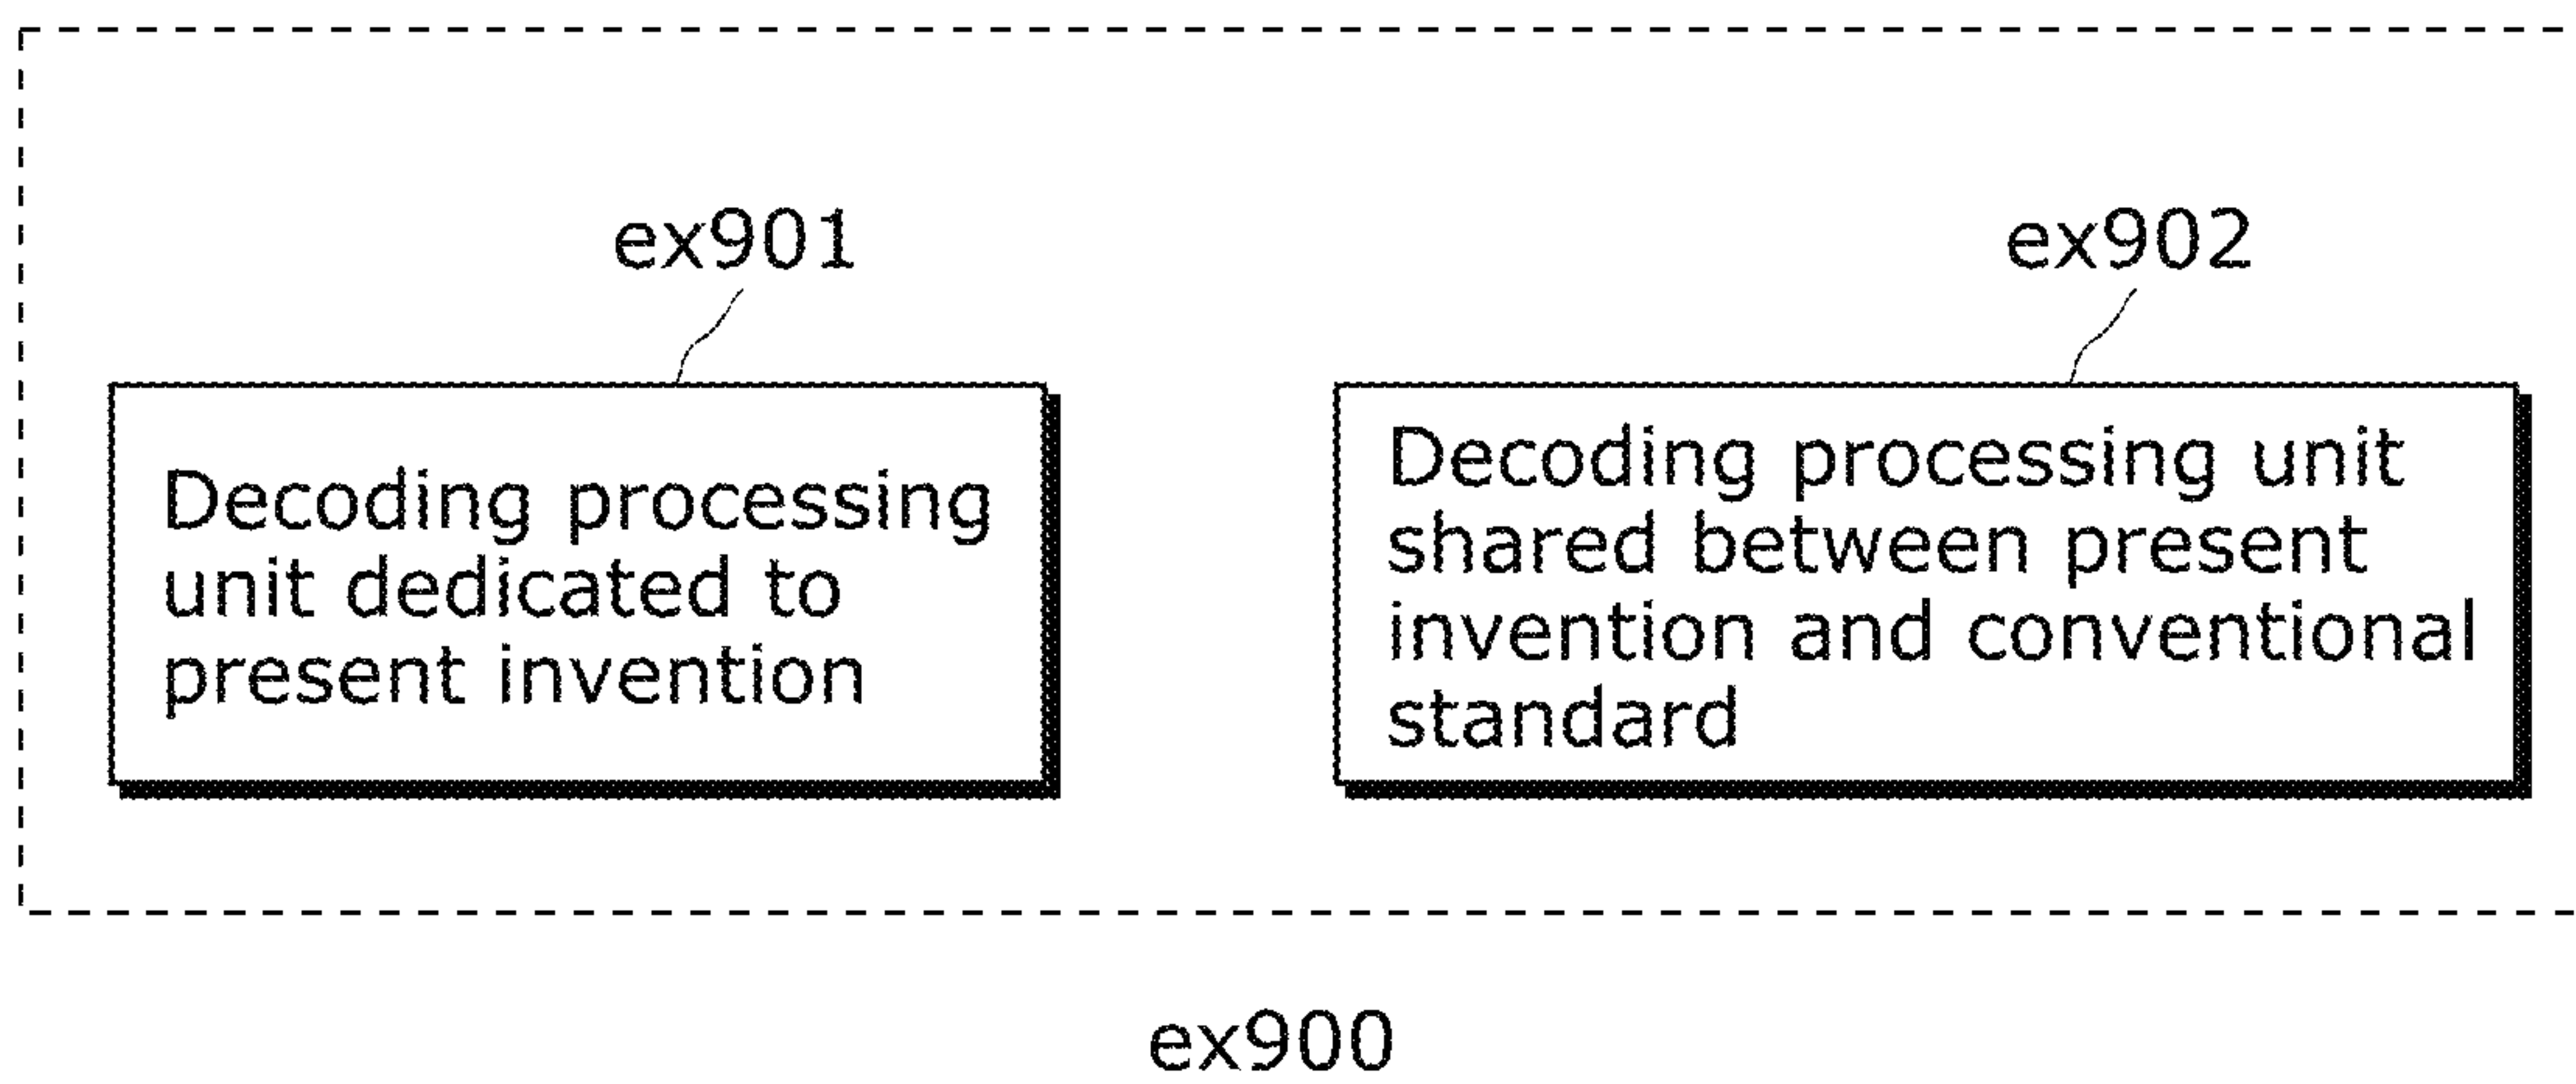 ex901
ex902
Decoding processing
unit dedicated to
present invention
Decoding processing unit
shared between present
invention and conventional
standard
ex900